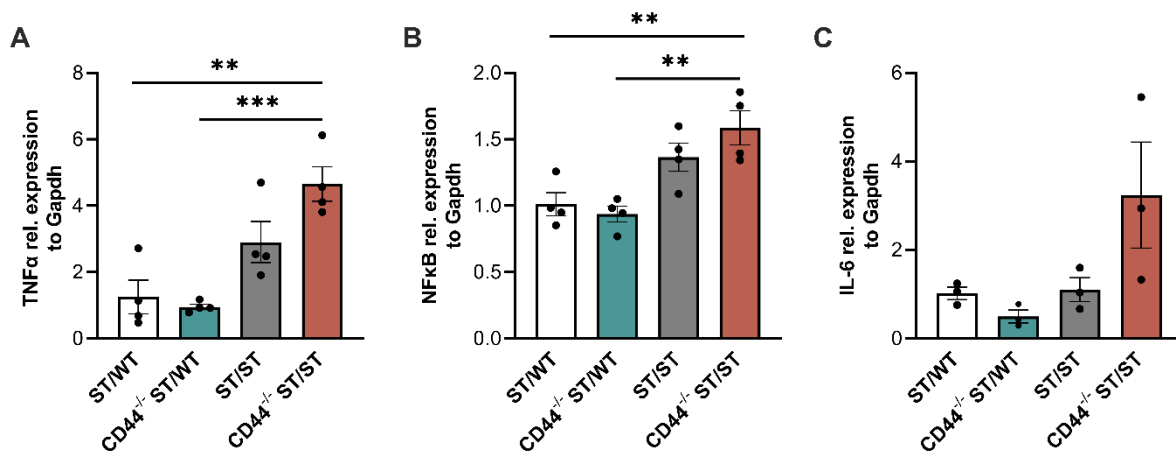 A
TNFα rel. expression
to Gapdh
8
6
4
2
0
**
***
ST/WT
CD44-/- ST/WT
ST/ST
CD44-/- ST/ST
B
NFκB rel. expression
to Gapdh
2.0
1.5
1.0
0.5
0.0
**
**
ST/WT
CD44-/- ST/WT
ST/ST
CD44-/- ST/ST
C
IL-6 rel. expression
to Gapdh
6
4
2
0
ST/WT
CD44-/- ST/WT
ST/ST
CD44-/- ST/ST